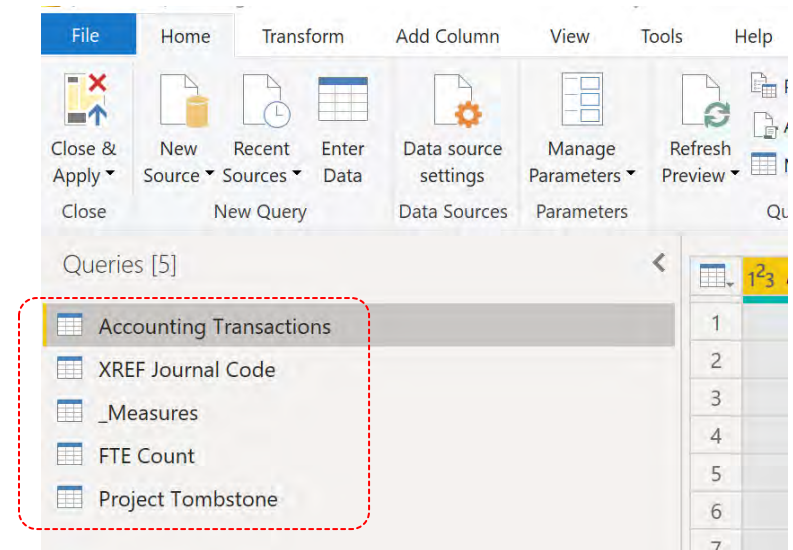 File Home Transform Add Column View Tools Help
Close & New Recent Enter Data source Manage Refresh
Apply Source Sources Data settings Parameters Preview
Close New Query Data Sources Parameters
Queries [5]
123
Accounting Transactions
1
XREF Journal Code
2
_Measures
3
FTE Count
4
Project Tombstone
5
6
7